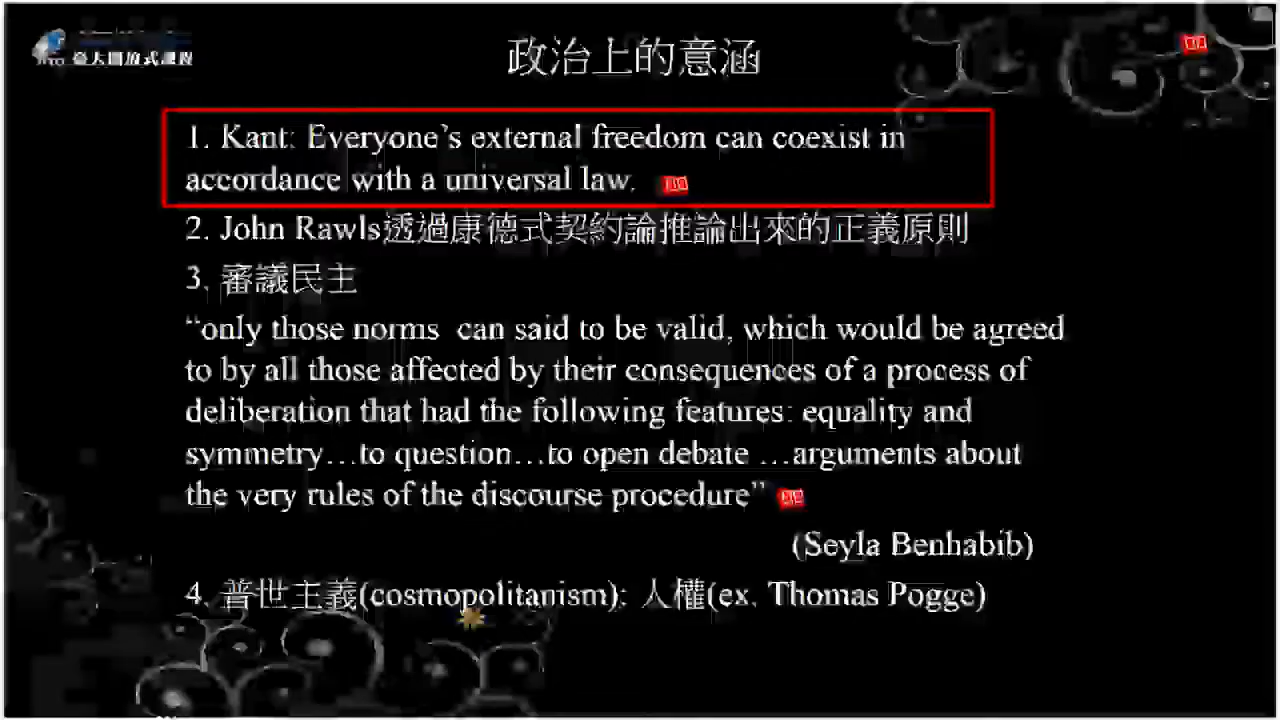 臺大開放式課程
政治上的意涵
1. Kant: Everyone's external freedom can coexist in
accordance with a universal law.
2. John Rawls透過康德式契約論推論出來的正義原則
3. 審議民主
“only those norms can said to be valid, which would be agreed
to by all those affected by their consequences of a process of
deliberation that had the following features: equality and
symmetry…to question…to open debate …arguments about
the very rules of the discourse procedure”
(Seyla Benhabib)
4. 普世主義(cosmopolitanism): 人權(ex. Thomas Pogge)